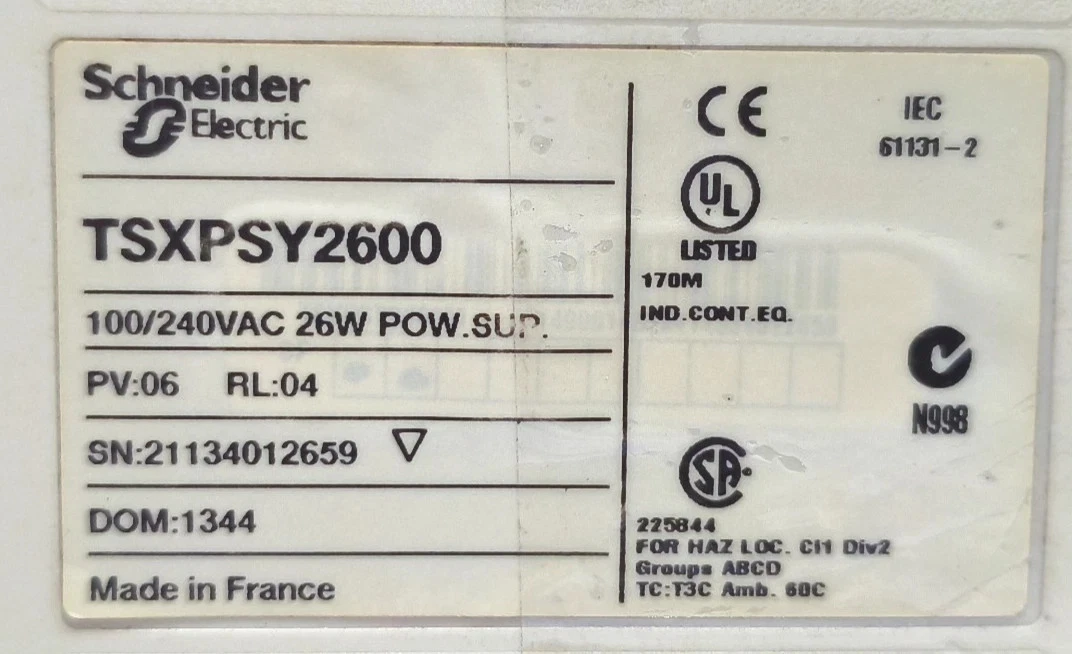 Schneider
Electric
TSXPSY2600
100/240VAC 26W POW.SUP.
PV:06 RL:04
SN:21134012659
DOM:1344
Made in France
CE
IEC
61131-2
UL
LISTED
170M
IND.CONT.EQ.
N998
SA
225844
FOR HAZ LOC. Cl1 Div2
Groups ABCD
TC:T3C Amb. 60C